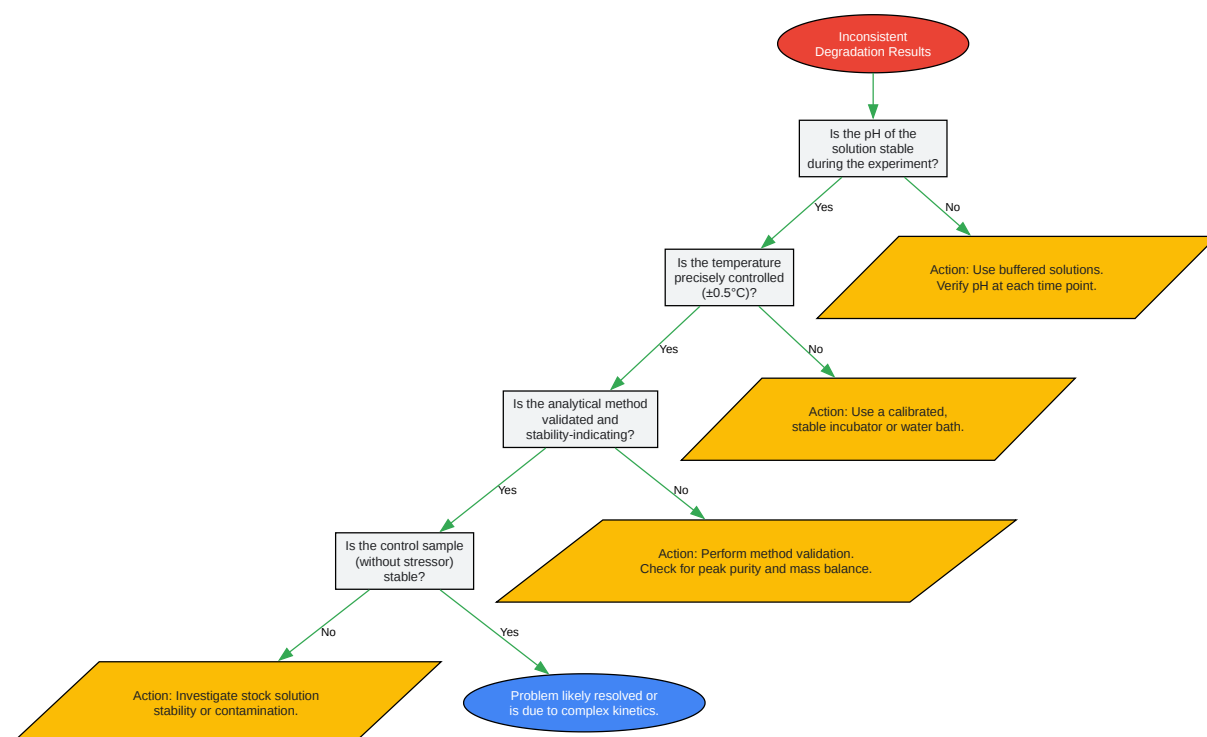 Inconsistent
Degradation Results
Is the pH of the
solution stable
during the experiment?
Yes
No
Is the temperature
precisely controlled
(±0.5°C)?
Action: Use buffered solutions.
Verify pH at each time point.
Yes
No
Is the analytical method
validated and
stability-indicating?
Action: Use a calibrated,
stable incubator or water bath.
Yes
No
Is the control sample
(without stressor)
stable?
Action: Perform method validation.
Check for peak purity and mass balance.
No
Yes
Action: Investigate stock solution
stability or contamination.
Problem likely resolved or
is due to complex kinetics.